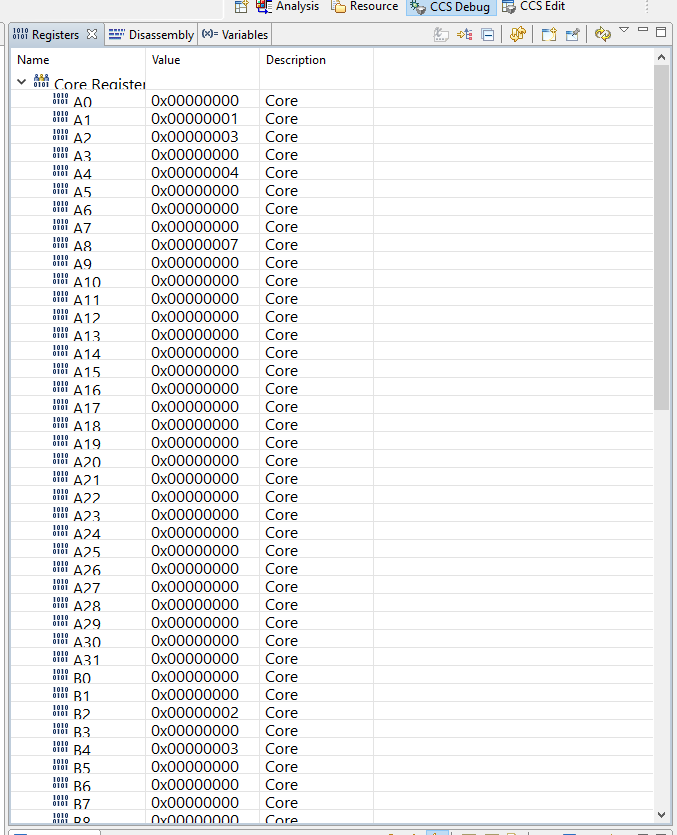 Analysis Resource CCS Debug CCS Edit
Registers Disassembly (x)= Variables
Name Value Description
Core Register
A0 0x00000000 Core
A1 0x00000001 Core
A2 0x00000003 Core
A3 0x00000000 Core
A4 0x00000004 Core
A5 0x00000000 Core
A6 0x00000000 Core
A7 0x00000000 Core
A8 0x00000007 Core
A9 0x00000000 Core
A10 0x00000000 Core
A11 0x00000000 Core
A12 0x00000000 Core
A13 0x00000000 Core
A14 0x00000000 Core
A15 0x00000000 Core
A16 0x00000000 Core
A17 0x00000000 Core
A18 0x00000000 Core
A19 0x00000000 Core
A20 0x00000000 Core
A21 0x00000000 Core
A22 0x00000000 Core
A23 0x00000000 Core
A24 0x00000000 Core
A25 0x00000000 Core
A26 0x00000000 Core
A27 0x00000000 Core
A28 0x00000000 Core
A29 0x00000000 Core
A30 0x00000000 Core
A31 0x00000000 Core
B0 0x00000000 Core
B1 0x00000000 Core
B2 0x00000002 Core
B3 0x00000000 Core
B4 0x00000003 Core
B5 0x00000000 Core
B6 0x00000000 Core
B7 0x00000000 Core
B8 0x00000000 Core